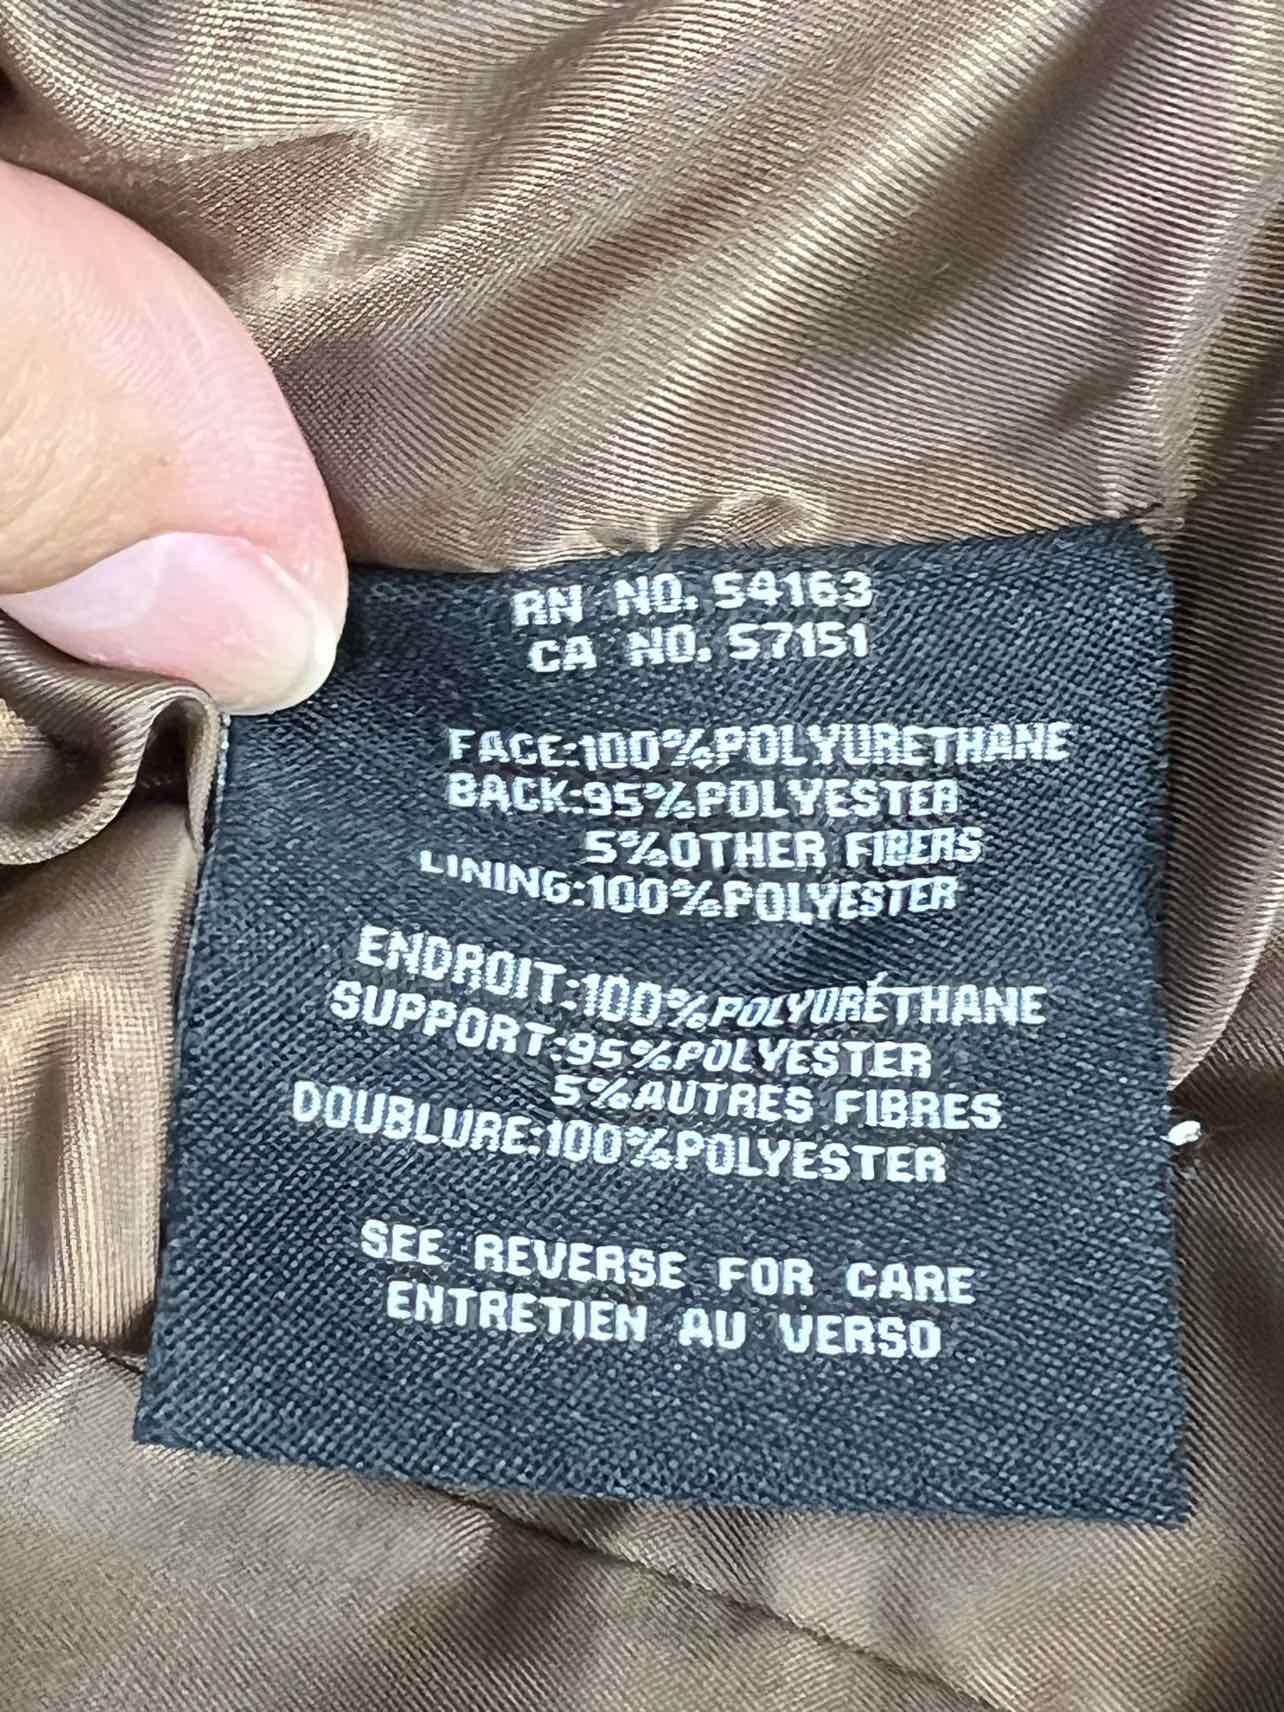 RN NO. 54163
CA NO. 57151
FACE:100%POLYURETHANE
BACK:95%POLYESTER
5%OTHER FIBERS
LINING:100%POLYESTER
ENDROIT:100%POLYURÉTHANE
SUPPORT:95%POLYESTER
5%AUTRES FIBRES
DOUBLURE:100%POLYESTER
SEE REVERSE FOR CARE
ENTRETIEN AU VERSO